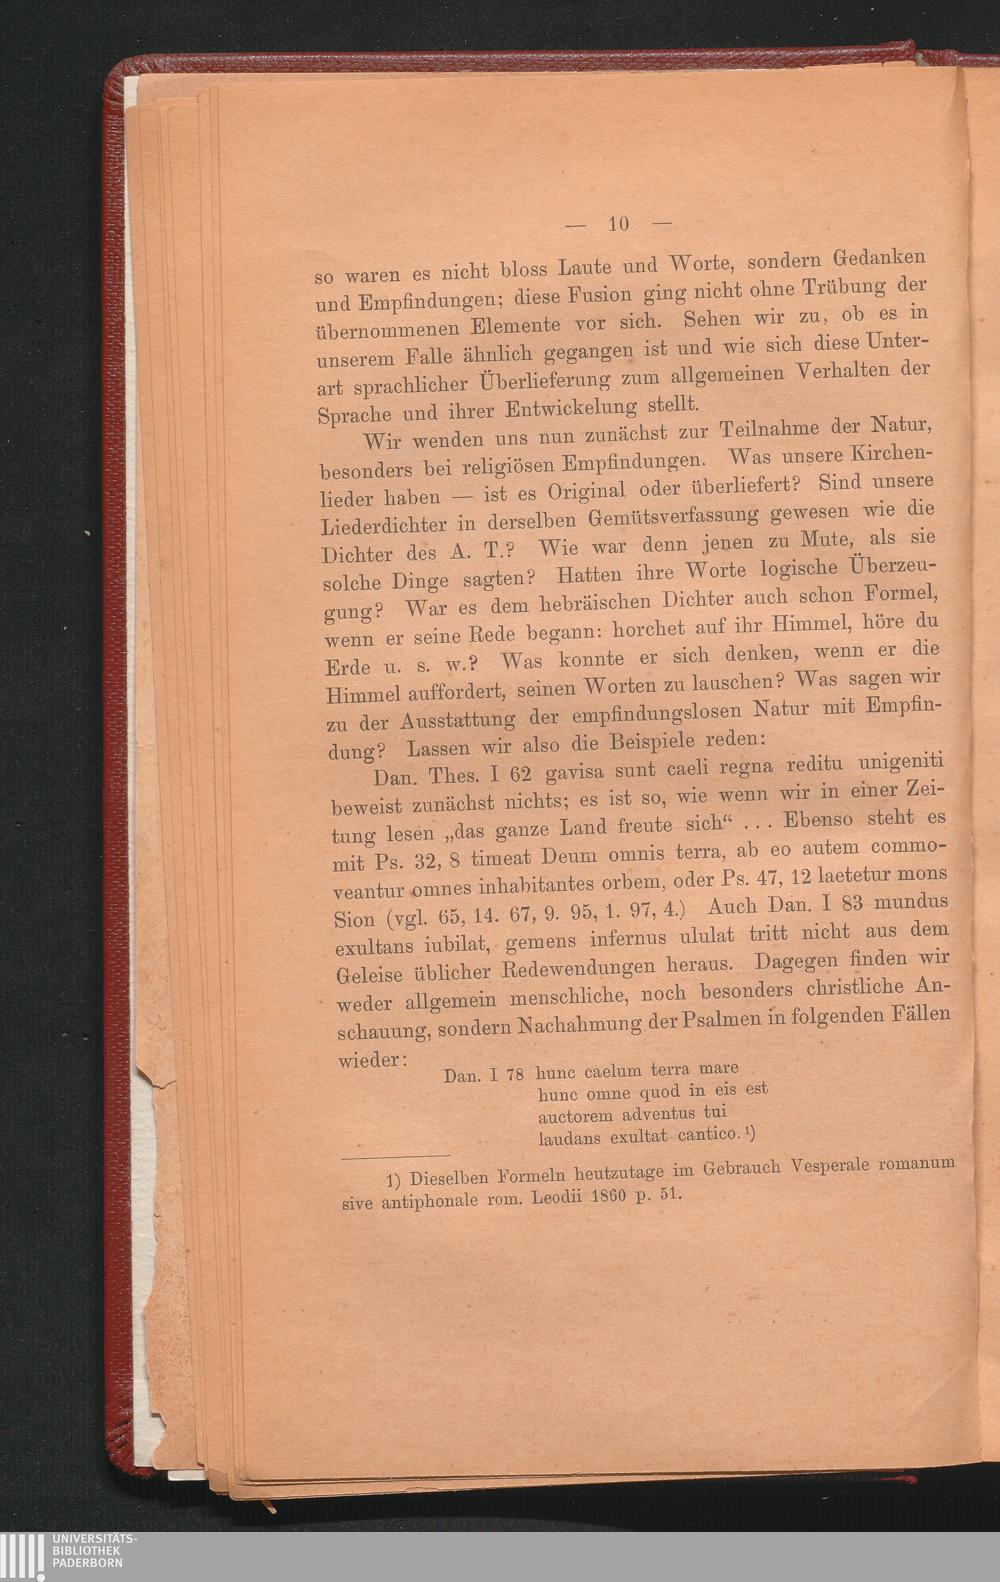 — 10 —
so waren es nicht bloss Laute und Worte, sondern Gedanken
und Empfindungen; diese Fusion ging nicht ohne Trübung der
übernommenen Elemente vor sich. Sehen wir zu, ob es in
unserem Falle ähnlich gegangen ist und wie sich diese Unter-
art sprachlicher Überlieferung zum allgemeinen Verhalten der
Sprache und ihrer Entwickelung stellt.
Wir wenden uns nun zunächst zur Teilnahme der Natur,
besonders bei religiösen Empfindungen. Was unsere Kirchen-
lieder haben — ist es Original oder überliefert? Sind unsere
Liederdichter in derselben Gemütsverfassung gewesen wie die
Dichter des A. T.? Wie war denn jenen zu Mute, als sie
solche Dinge sagten? Hatten ihre Worte logische Überzeu-
gung? War es dem hebräischen Dichter auch schon Formel,
wenn er seine Rede begann: horchet auf ihr Himmel, höre du
Erde u. s. w.? Was konnte er sich denken, wenn er die
Himmel auffordert, seinen Worten zu lauschen? Was sagen wir
zu der Ausstattung der empfindungslosen Natur mit Empfin-
dung? Lassen wir also die Beispiele reden:
Dan. Thes. I 62 gavisa sunt caeli regna reditu unigeniti
beweist zunächst nichts; es ist so, wie wenn wir in einer Zei-
tung lesen „das ganze Land freute sich“ . . . Ebenso steht es
mit Ps. 32, 8 timeat Deum omnis terra, ab eo autem commo-
veantur omnes inhabitantes orbem, oder Ps. 47, 12 laetetur mons
Sion (vgl. 65, 14. 67, 9. 95, 1. 97, 4.) Auch Dan. I 83 mundus
exultans iubilat, gemens infernus ululat tritt nicht aus dem
Geleise üblicher Redewendungen heraus. Dagegen finden wir
weder allgemein menschliche, noch besonders christliche An-
schauung, sondern Nachahmung der Psalmen in folgenden Fällen
wieder:
Dan. I 78 hunc caelum terra mare
hunc omne quod in eis est
auctorem adventus tui
laudans exultat cantico. ¹)
1) Dieselben Formeln heutzutage im Gebrauch Vesperale romanum
sive antiphonale rom. Leodii 1860 p. 51.
UNIVERSITÄTS-
BIBLIOTHEK
PADERBORN